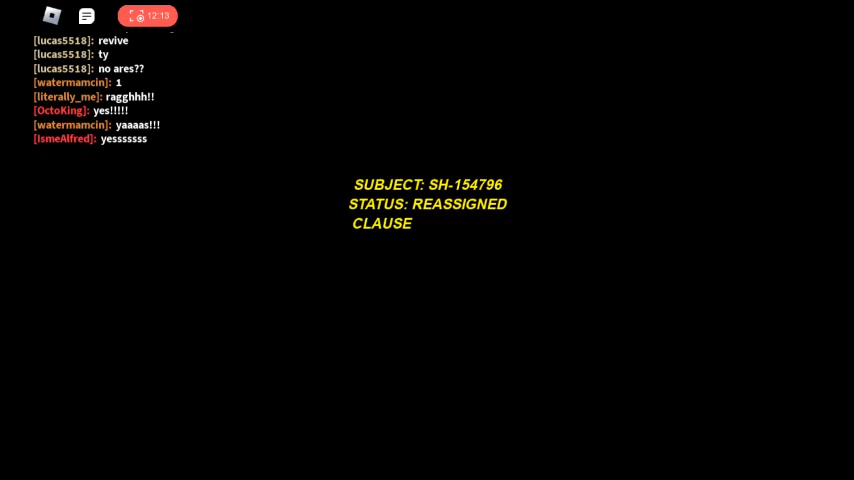 12:13
[lucas5518]: revive
[lucas5518]: ty
[lucas5518]: no ares??
[watermamcin]: 1
[literally_me]: ragghhh!!
[OctoKing]: yes!!!!!
[watermamcin]: yaaaas!!!
[IsmeAlfred]: yesssssss
SUBJECT: SH-154796
STATUS: REASSIGNED
CLAUSE